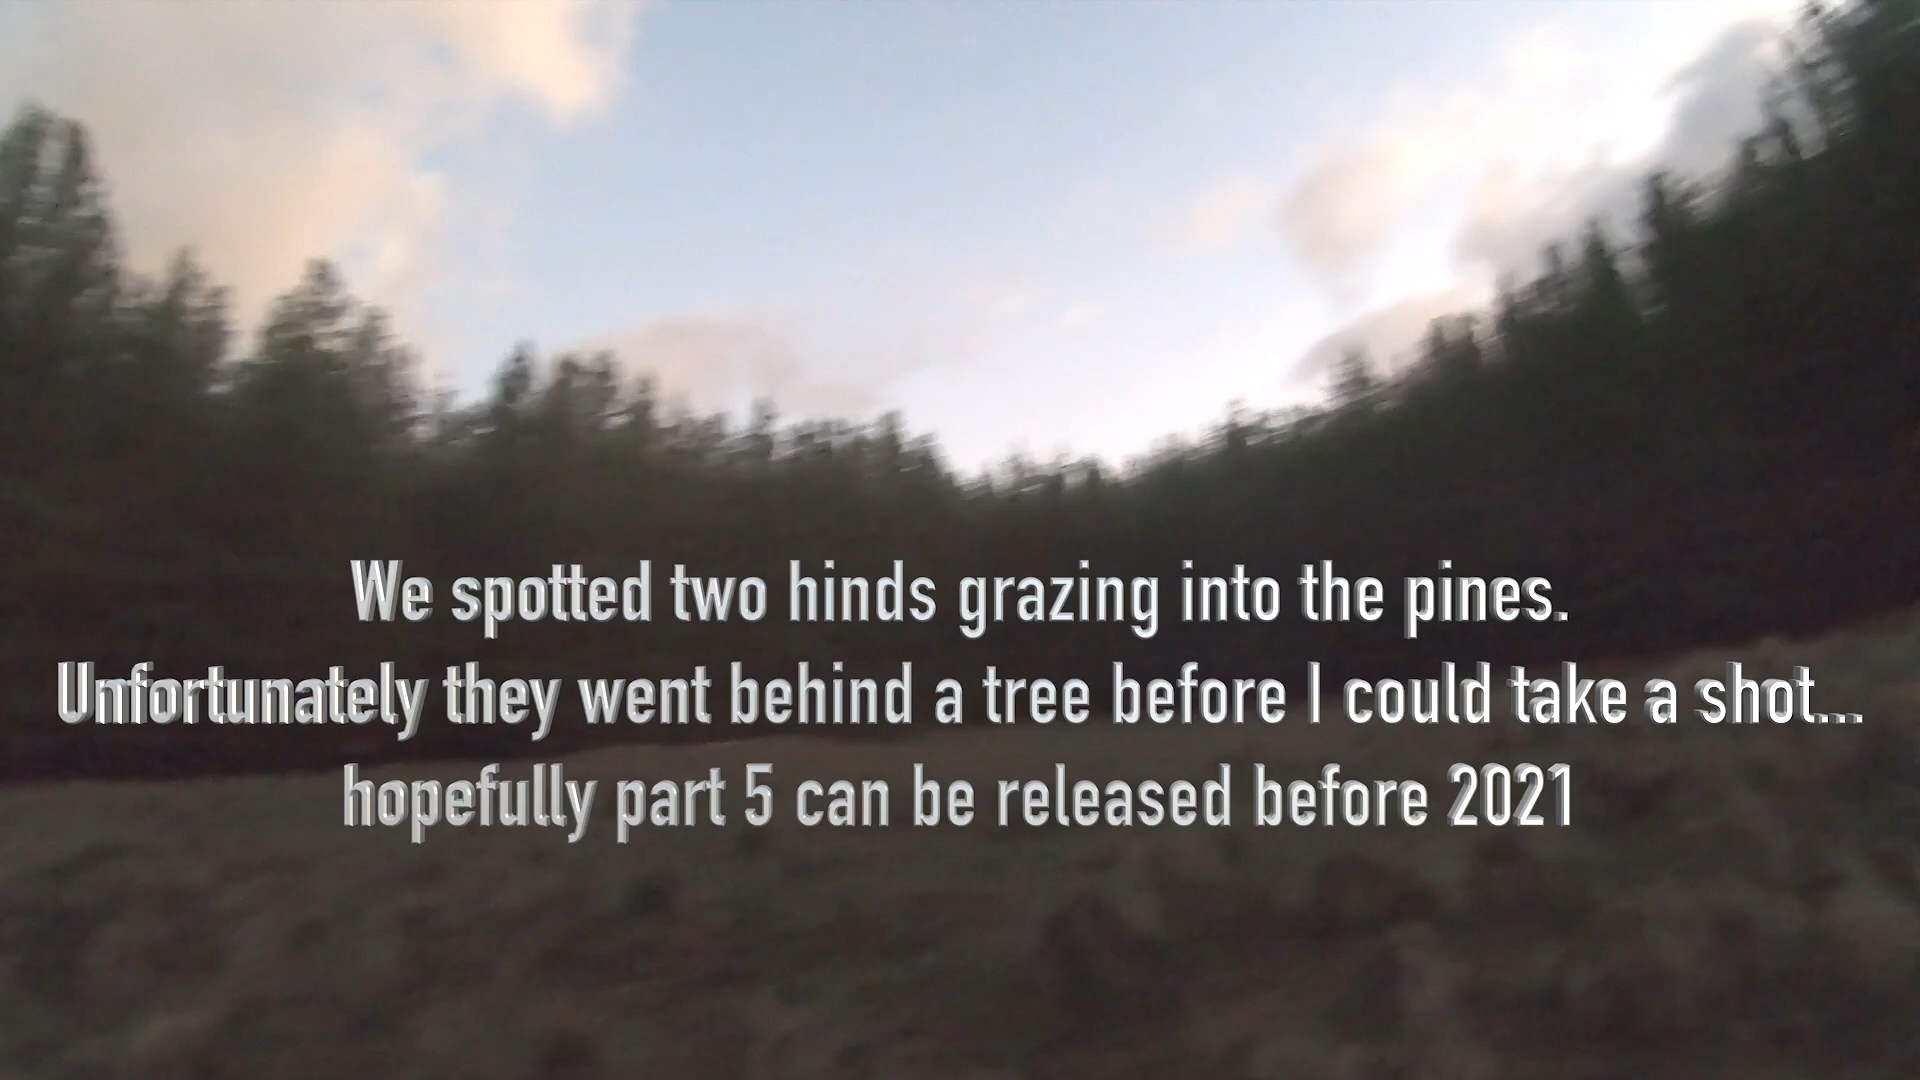 We spotted two hinds grazing into the pines.
Unfortunately they went behind a tree before I could take a shot...
hopefully part 5 can be released before 2021